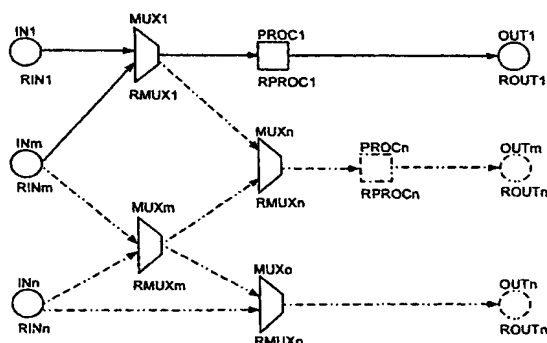 IN1
RIN1
MUX1
RMUX1
PROC1
RPROC1
OUT1
ROUT1
INm
RINm
MUXn
RMUXn
PROCn
RPROCn
OUTm
ROUTn
MUXm
RMUXm
INn
RINn
MUXo
RMUXn
OUTn
ROUTn